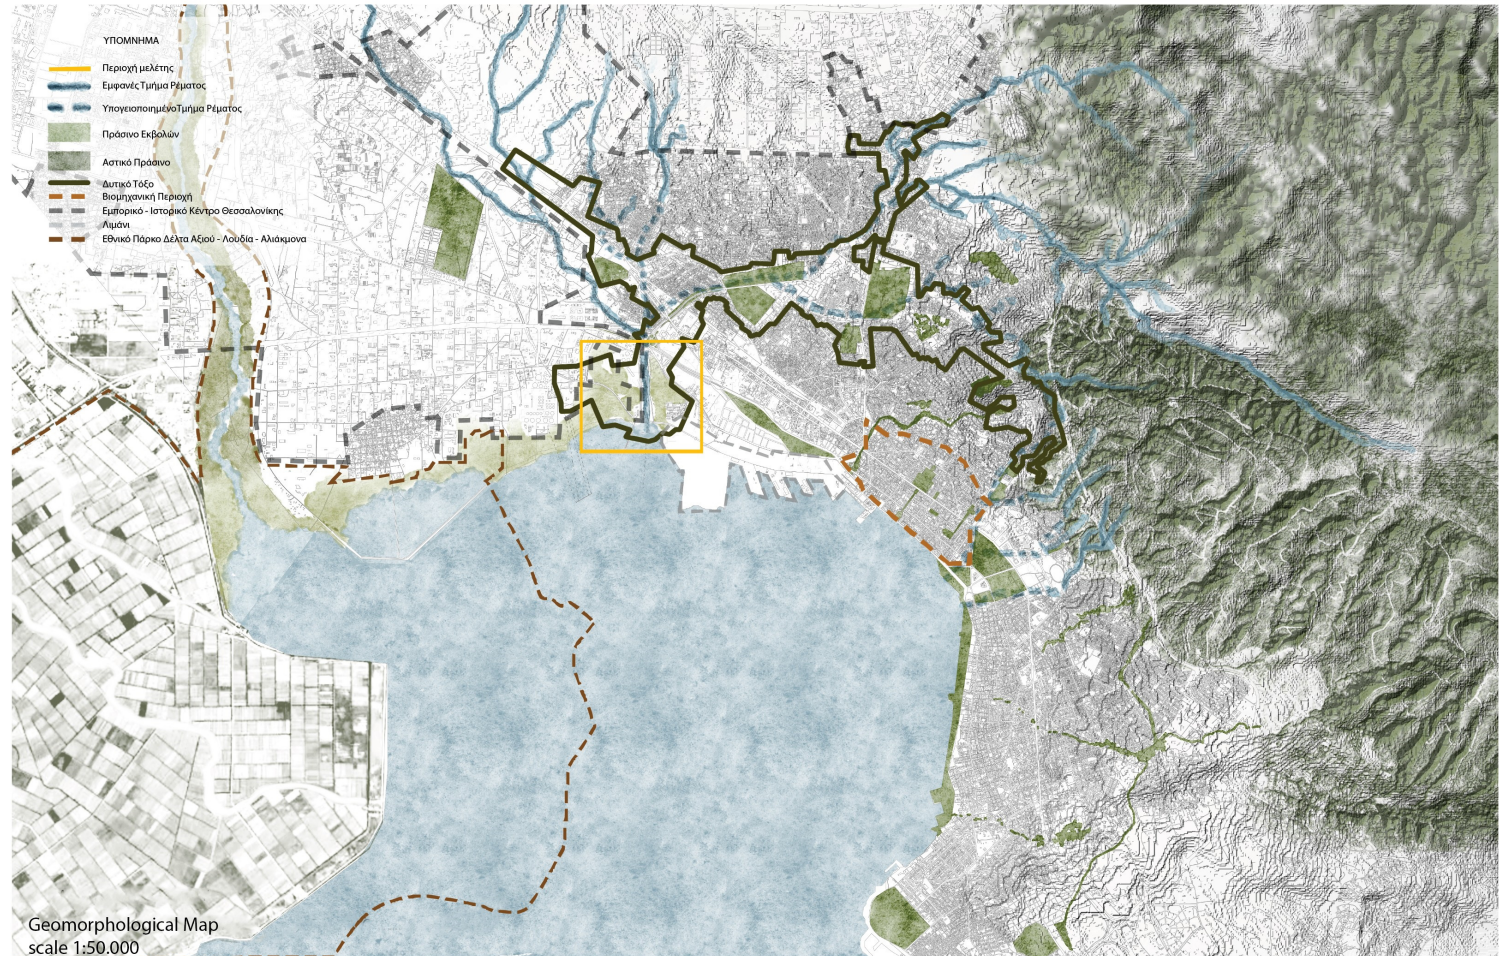 ΥΠΟΜΝΗΜΑ
Περιοχή μελέτης
Εμφανές Τμήμα Ρέματος
ΥπογειοποιημένοΤμήμα Ρέματος
Πράσινο Εκβολών
Αστικό Πράσινο
Δυτικό Τόξο
Βιομηχανική Περιοχή
Εμπορικό - Ιστορικό Κέντρο Θεσσαλονίκης
Λιμάνι
Εθνικό Πάρκο Δέλτα Αξιού - Λουδία - Αλιάκμονα
Geomorphological Map
scale 1:50.000